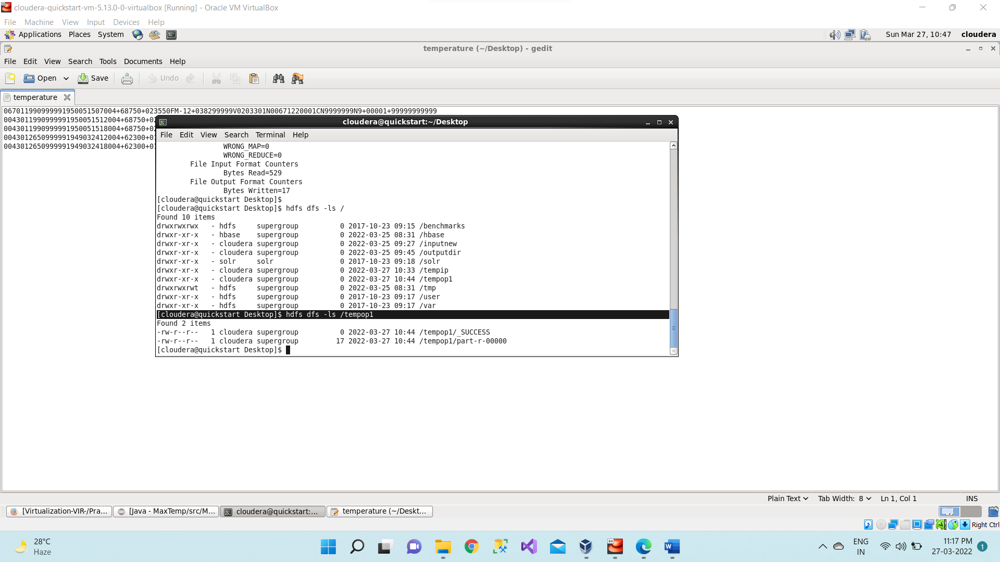 cloudera-quickstart-vm-5.13.0-0-virtualbox [Running] - Oracle VM VirtualBox
File Machine View Input Devices Help
Applications Places System Sun Mar 27, 10:47 cloudera
temperature (~/Desktop) - gedit
File Edit View Search Tools Documents Help
Open Save Undo
temperature
0670119909999991950051507004+68750+023550FM-12+038299999V0203301N00671220001CN9999999N9+00001+99999999999
0043011990999991950051512004+68750+0
0043011990999991950051518004+68750+0
0043012650999991949032412004+62300+0
0043012650999991949032418004+62300+0
cloudera@quickstart:~/Desktop
File Edit View Search Terminal Help
WRONG_MAP=0
WRONG_REDUCE=0
File Input Format Counters
Bytes Read=529
File Output Format Counters
Bytes Written=17
[cloudera@quickstart Desktop]$
[cloudera@quickstart Desktop]$ hdfs dfs -ls /
Found 10 items
drwxrwxrwx - hdfs supergroup 0 2017-10-23 09:15 /benchmarks
drwxr-xr-x - hbase supergroup 0 2022-03-25 08:31 /hbase
drwxr-xr-x - cloudera supergroup 0 2022-03-25 09:27 /inputnew
drwxr-xr-x - cloudera supergroup 0 2022-03-25 09:45 /outputdir
drwxr-xr-x - solr solr 0 2017-10-23 09:18 /solr
drwxr-xr-x - cloudera supergroup 0 2022-03-27 10:33 /tempip
drwxr-xr-x - cloudera supergroup 0 2022-03-27 10:44 /tempop1
drwxrwxrwt - hdfs supergroup 0 2022-03-25 08:31 /tmp
drwxr-xr-x - hdfs supergroup 0 2017-10-23 09:17 /user
drwxr-xr-x - hdfs supergroup 0 2017-10-23 09:17 /var
[cloudera@quickstart Desktop]$ hdfs dfs -ls /tempop1
Found 2 items
-rw-r--r-- 1 cloudera supergroup 0 2022-03-27 10:44 /tempop1/_SUCCESS
-rw-r--r-- 1 cloudera supergroup 17 2022-03-27 10:44 /tempop1/part-r-00000
[cloudera@quickstart Desktop]$
Plain Text Tab Width: 8 Ln 1, Col 1 INS
[Virtualization-VIR-/Pra... [Java - MaxTemp/src/M... cloudera@quickstart:... temperature (~/Deskt...
Right Ctrl
28°C
Haze
ENG
IN
11:17 PM
27-03-2022
1